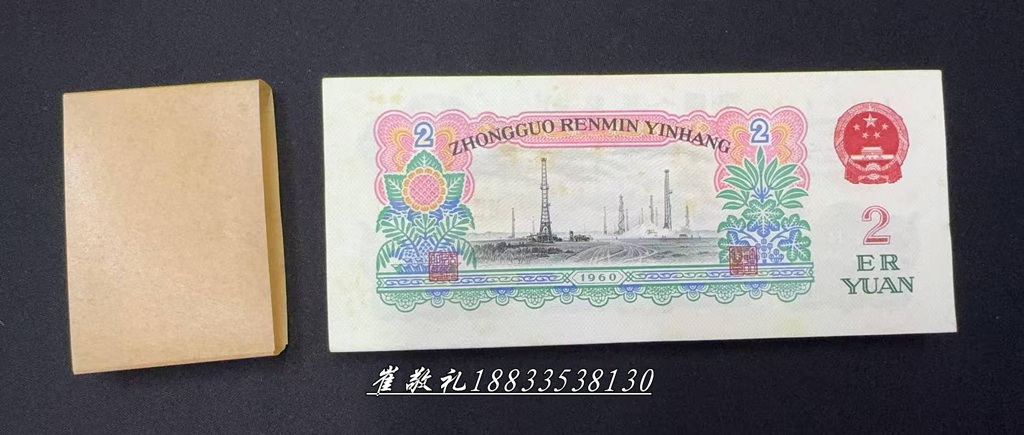 2
ZHONGGUO RENMIN YINHANG
2
1960
2
ER
YUAN
崔敬礼18833538130